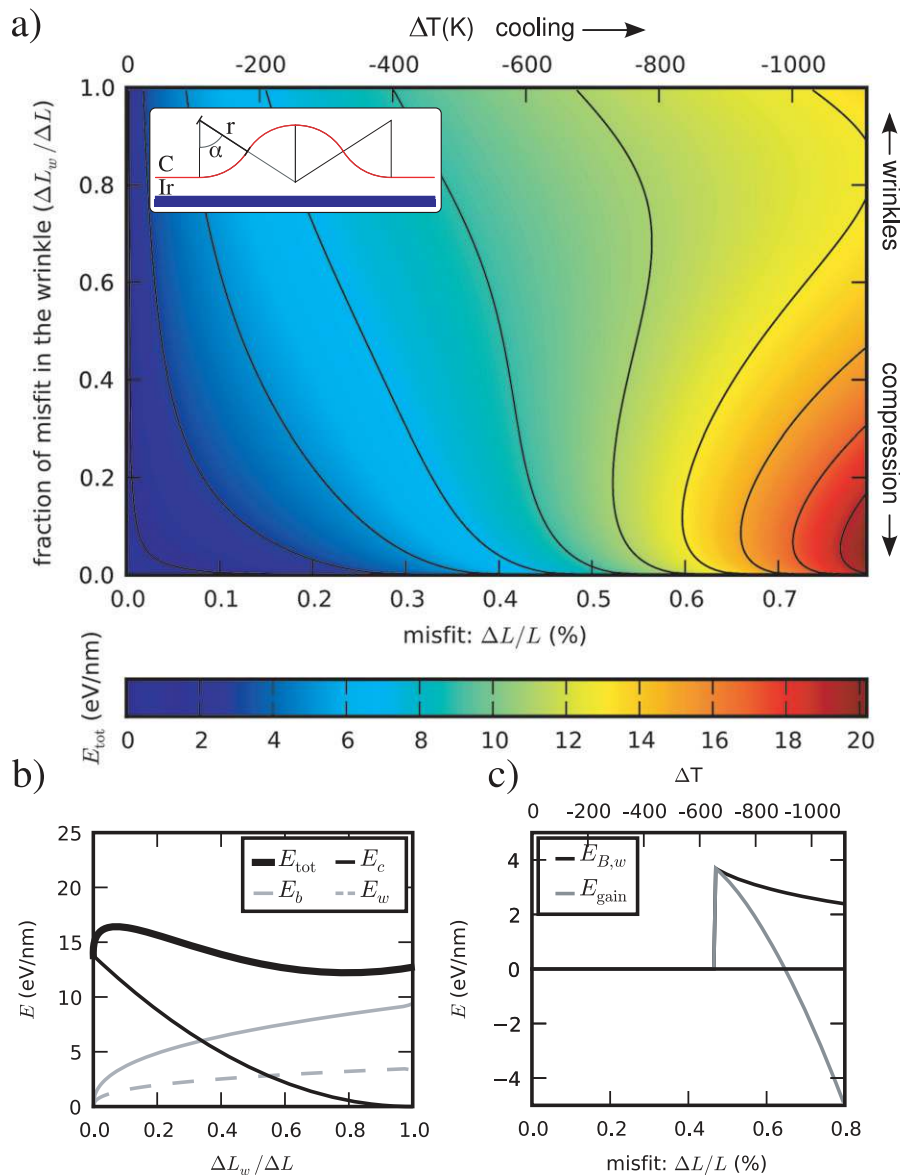 a)
ΔT(K) cooling
0 -200 -400 -600 -800 -1000
fraction of misfit in the wrinkle (ΔL_w/ΔL)
1.0
0.8
0.6
0.4
0.2
0.0
r
α
C
Ir
wrinkles
compression
0.0 0.1 0.2 0.3 0.4 0.5 0.6 0.7
misfit: ΔL/L (%)
E_tot (eV/nm)
0 2 4 6 8 10 12 14 16 18 20
b)
E (eV/nm)
25
20
15
10
5
0
E_tot E_c
E_b E_w
0.0 0.2 0.4 0.6 0.8 1.0
ΔL_w/ΔL
c)
ΔT
0 -200 -400 -600 -800 -1000
E (eV/nm)
4
2
0
−2
−4
E_B,w
E_gain
0.0 0.2 0.4 0.6 0.8
misfit: ΔL/L (%)